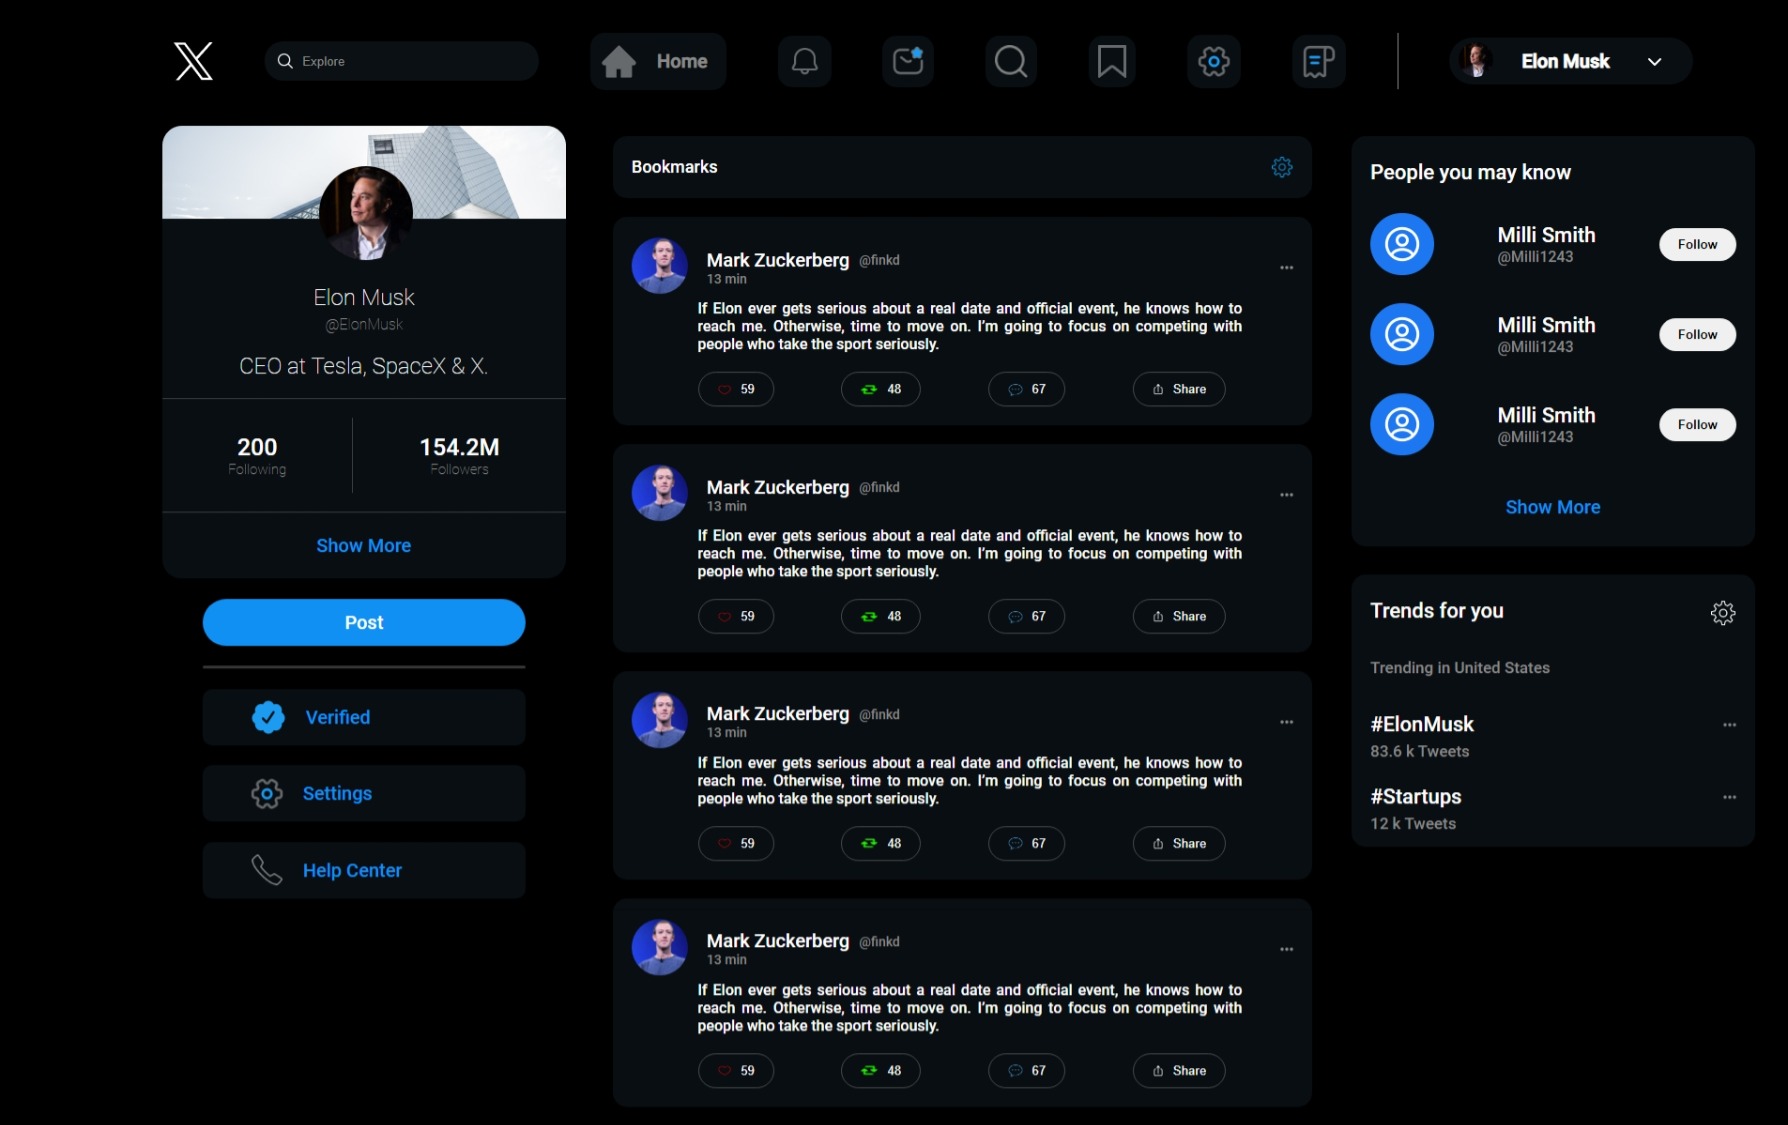 Explore
Home
Elon Musk
Elon Musk
@ElonMusk
CEO at Tesla, SpaceX & X.
200
Following
154.2M
Followers
Show More
Post
Verified
Settings
Help Center
Bookmarks
Mark Zuckerberg @finkd
13 min
If Elon ever gets serious about a real date and official event, he knows how to
reach me. Otherwise, time to move on. I'm going to focus on competing with
people who take the sport seriously.
59 48 67 Share
Mark Zuckerberg @finkd
13 min
If Elon ever gets serious about a real date and official event, he knows how to
reach me. Otherwise, time to move on. I'm going to focus on competing with
people who take the sport seriously.
59 48 67 Share
Mark Zuckerberg @finkd
13 min
If Elon ever gets serious about a real date and official event, he knows how to
reach me. Otherwise, time to move on. I'm going to focus on competing with
people who take the sport seriously.
59 48 67 Share
Mark Zuckerberg @finkd
13 min
If Elon ever gets serious about a real date and official event, he knows how to
reach me. Otherwise, time to move on. I'm going to focus on competing with
people who take the sport seriously.
59 48 67 Share
People you may know
Milli Smith
@Milli1243
Follow
Milli Smith
@Milli1243
Follow
Milli Smith
@Milli1243
Follow
Show More
Trends for you
Trending in United States
#ElonMusk
83.6 k Tweets
#Startups
12 k Tweets